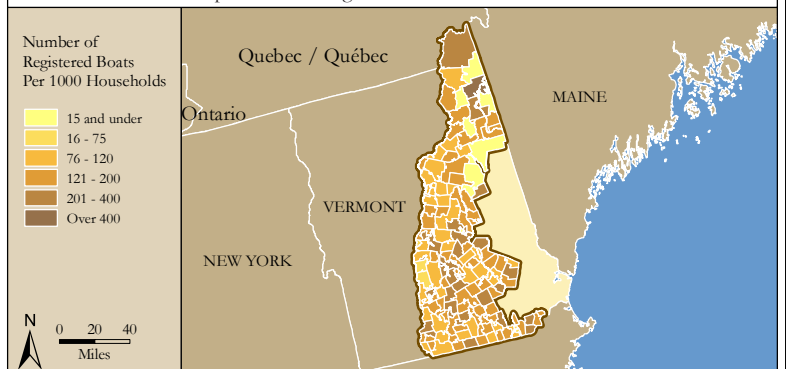 Number of
Registered Boats
Per 1000 Households
15 and under
16 - 75
76 - 120
121 - 200
201 - 400
Over 400
N
0 20 40
Miles
Quebec / Québec
Ontario
MAINE
VERMONT
NEW YORK